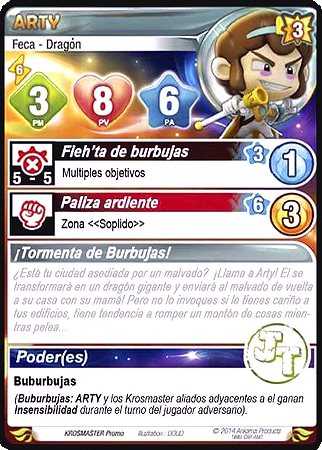 ARTY
3
Feca - Dragón
6
3
8
6
PM
PV
PA
Fleh'ta de burbujas
3
1
5 - 5
Multiples objetivos
Paliza ardiente
6
3
Zona <<Soplido>>
¡Tormenta de Burbujas!
¿Está tu ciudad asediada por un malvado? ¡Llama a Arty! El se
transformará en un dragón gigante y enviará al malvado de vuelta
a su casa con su mamá! Pero no lo invoques si le tienes cariño a
tus edificios, tiene tendencia a romper un montón de cosas mien-
tras pelea...
JT
Poder(es)
Buburbujas
(Buburbujas: ARTY y los Krosmaster aliados adyacentes a el ganan
Insensibilidad durante el turno del jugador adversario).
KROSMASTER Promo
Illustration : DOUO
© 2014 Ankama Products